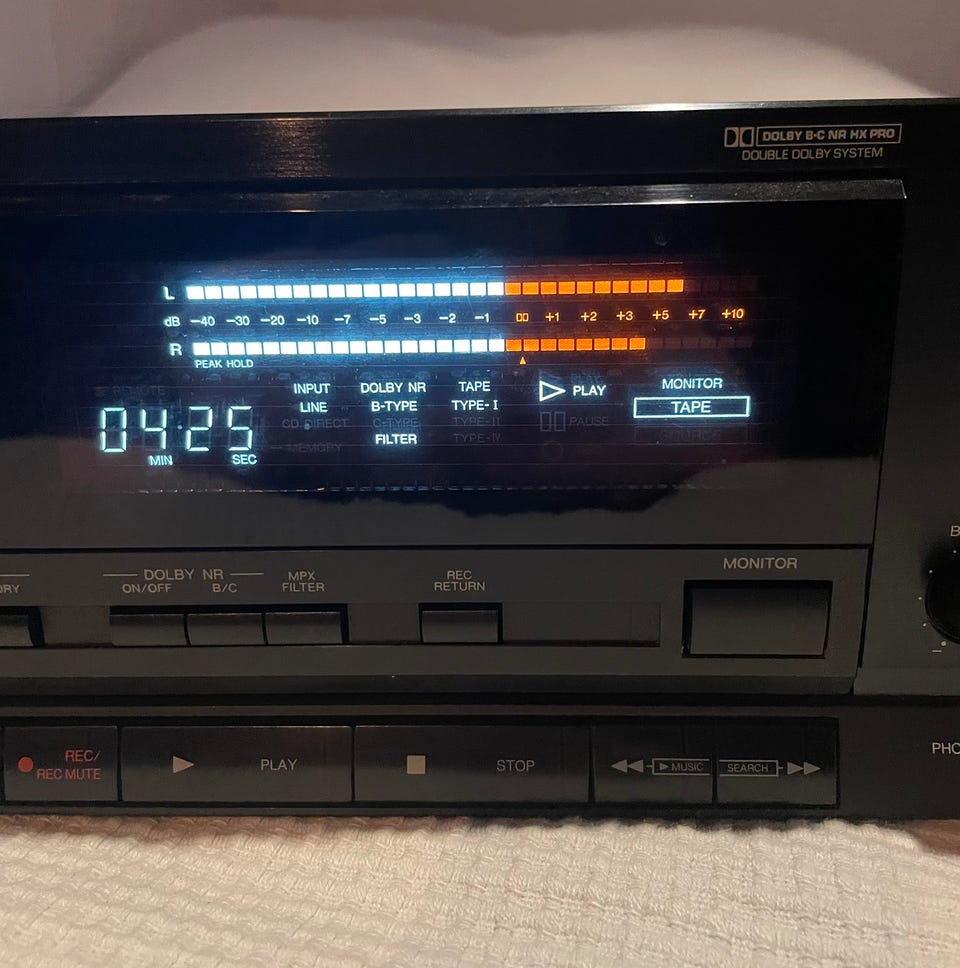 DOLBY B·C NR HX PRO
DOUBLE DOLBY SYSTEM
L
dB −40 −30 −20 −10 −7 −5 −3 −2 −1 +1 +2 +3 +5 +7 +10
R
PEAK HOLD
REMOTE
INPUT DOLBY NR TAPE PLAY MONITOR
LINE B-TYPE TYPE-I TAPE
CD DIRECT C-TYPE TYPE-II PAUSE
04:25 FILTER TYPE-IV
MEMORY
MIN SEC
DOLBY NR
ON/OFF B/C
MPX
FILTER
REC
RETURN
MONITOR
REC/
REC MUTE
PLAY
STOP
MUSIC
SEARCH